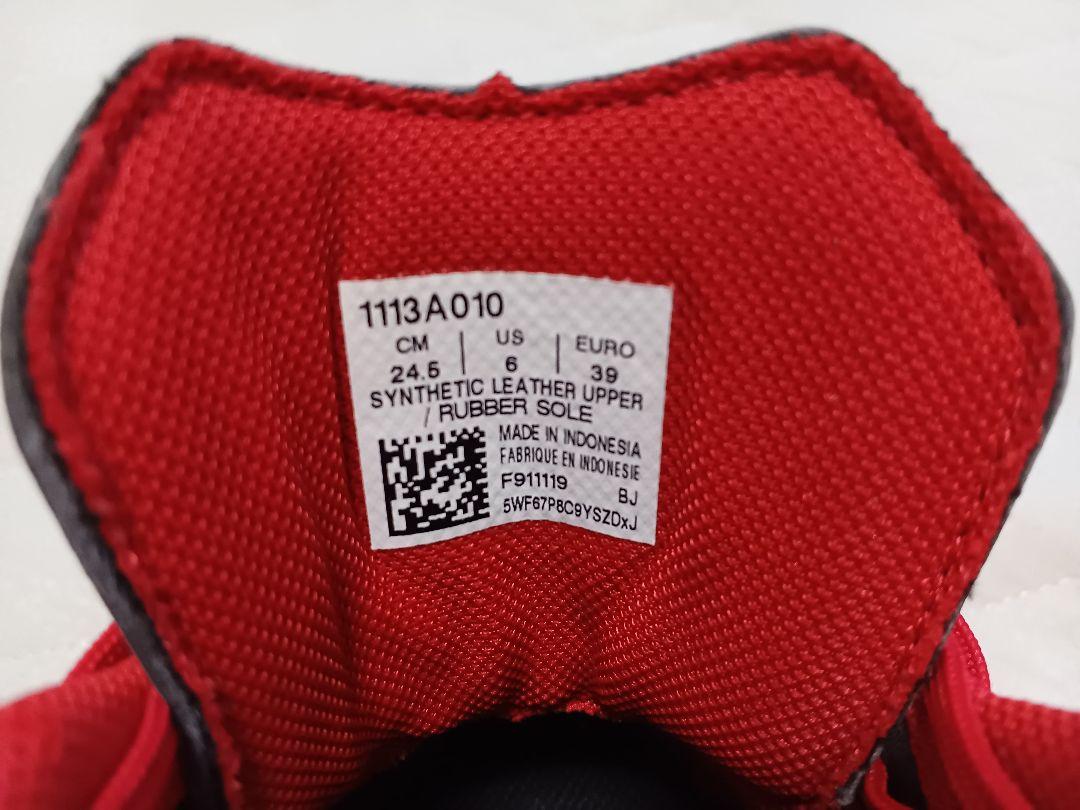 1113A010
CM | US | EURO
24.5 6 39
SYNTHETIC LEATHER UPPER
/ RUBBER SOLE
MADE IN INDONESIA
FABRIQUE EN INDONESIE
F911119 BJ
5WF67P8C9YSZDxJ